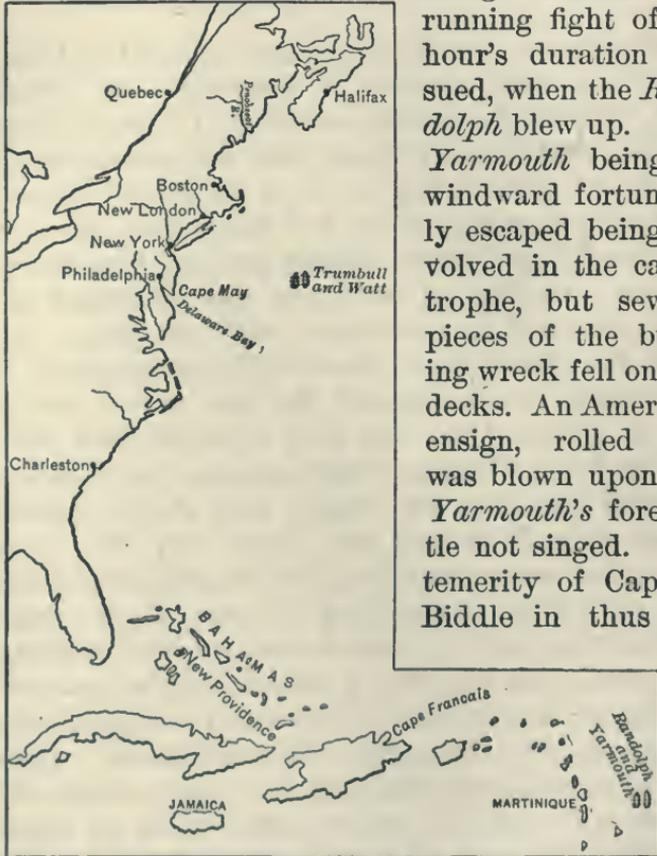 running fight of
hour's duration
sued, when the R
dolph blew up.
Yarmouth being
windward fortun
ly escaped being
volved in the ca
trophe, but sev
pieces of the b
ing wreck fell on
decks. An Amer
ensign, rolled
was blown upon
Yarmouth's fore
tle not singed.
temerity of Cap
Biddle in thus
Quebec
Halifax
Penobscot
R.
Boston
New London
New York
Philadelphia
Cape May
Delaware Bay
Trumbull
and Watt
Charleston
BAHAMAS
New Providence
Cape Francais
JAMAICA
MARTINIQUE
Randolph
and
Yarmouth